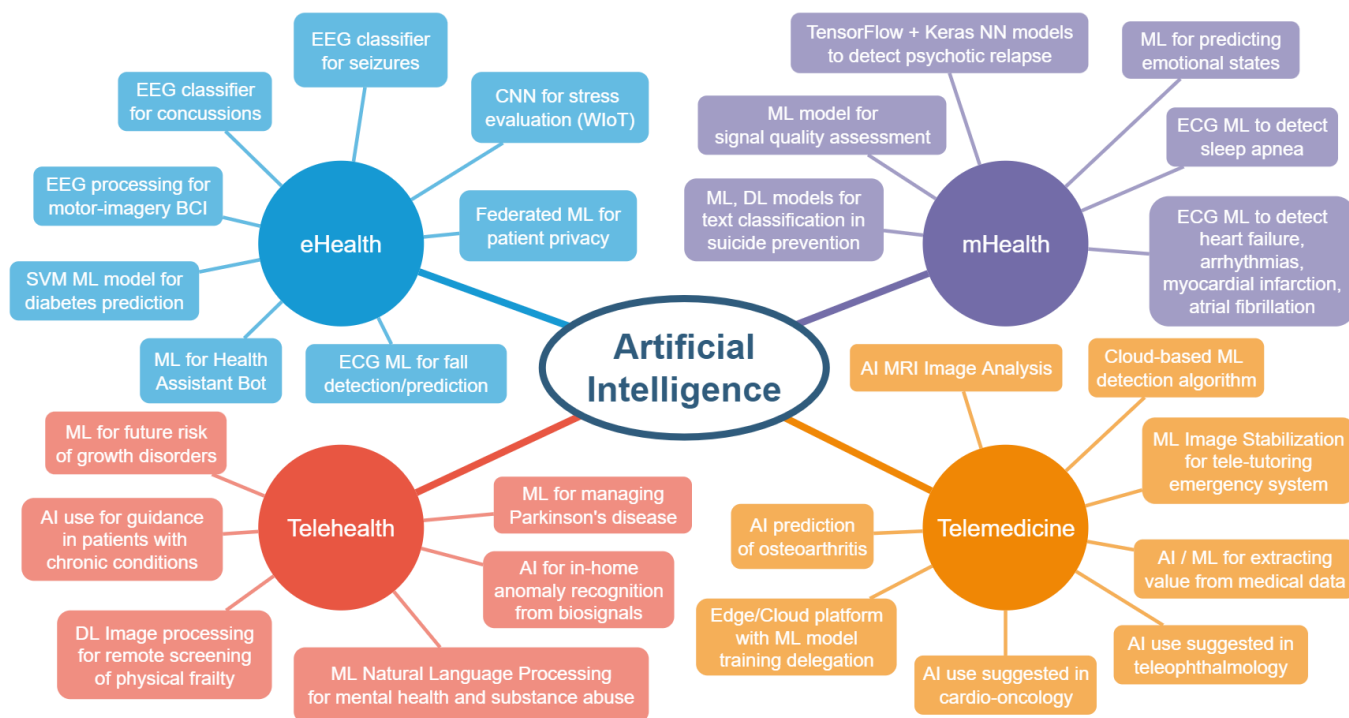 Artificial
Intelligence
eHealth
EEG classifier
for seizures
EEG classifier
for concussions
CNN for stress
evaluation (WIoT)
EEG processing for
motor-imagery BCI
Federated ML for
patient privacy
SVM ML model for
diabetes prediction
ML for Health
Assistant Bot
ECG ML for fall
detection/prediction
mHealth
TensorFlow + Keras NN models
to detect psychotic relapse
ML for predicting
emotional states
ML model for
signal quality assessment
ECG ML to detect
sleep apnea
ML, DL models for
text classification in
suicide prevention
ECG ML to detect
heart failure,
arrhythmias,
myocardial infarction,
atrial fibrillation
Telehealth
ML for future risk
of growth disorders
AI use for guidance
in patients with
chronic conditions
ML for managing
Parkinson's disease
AI for in-home
anomaly recognition
from biosignals
DL Image processing
for remote screening
of physical frailty
ML Natural Language Processing
for mental health and substance abuse
Telemedicine
AI MRI Image Analysis
Cloud-based ML
detection algorithm
ML Image Stabilization
for tele-tutoring
emergency system
AI prediction
of osteoarthritis
AI / ML for extracting
value from medical data
Edge/Cloud platform
with ML model
training delegation
AI use suggested in
cardio-oncology
AI use suggested in
teleophthalmology